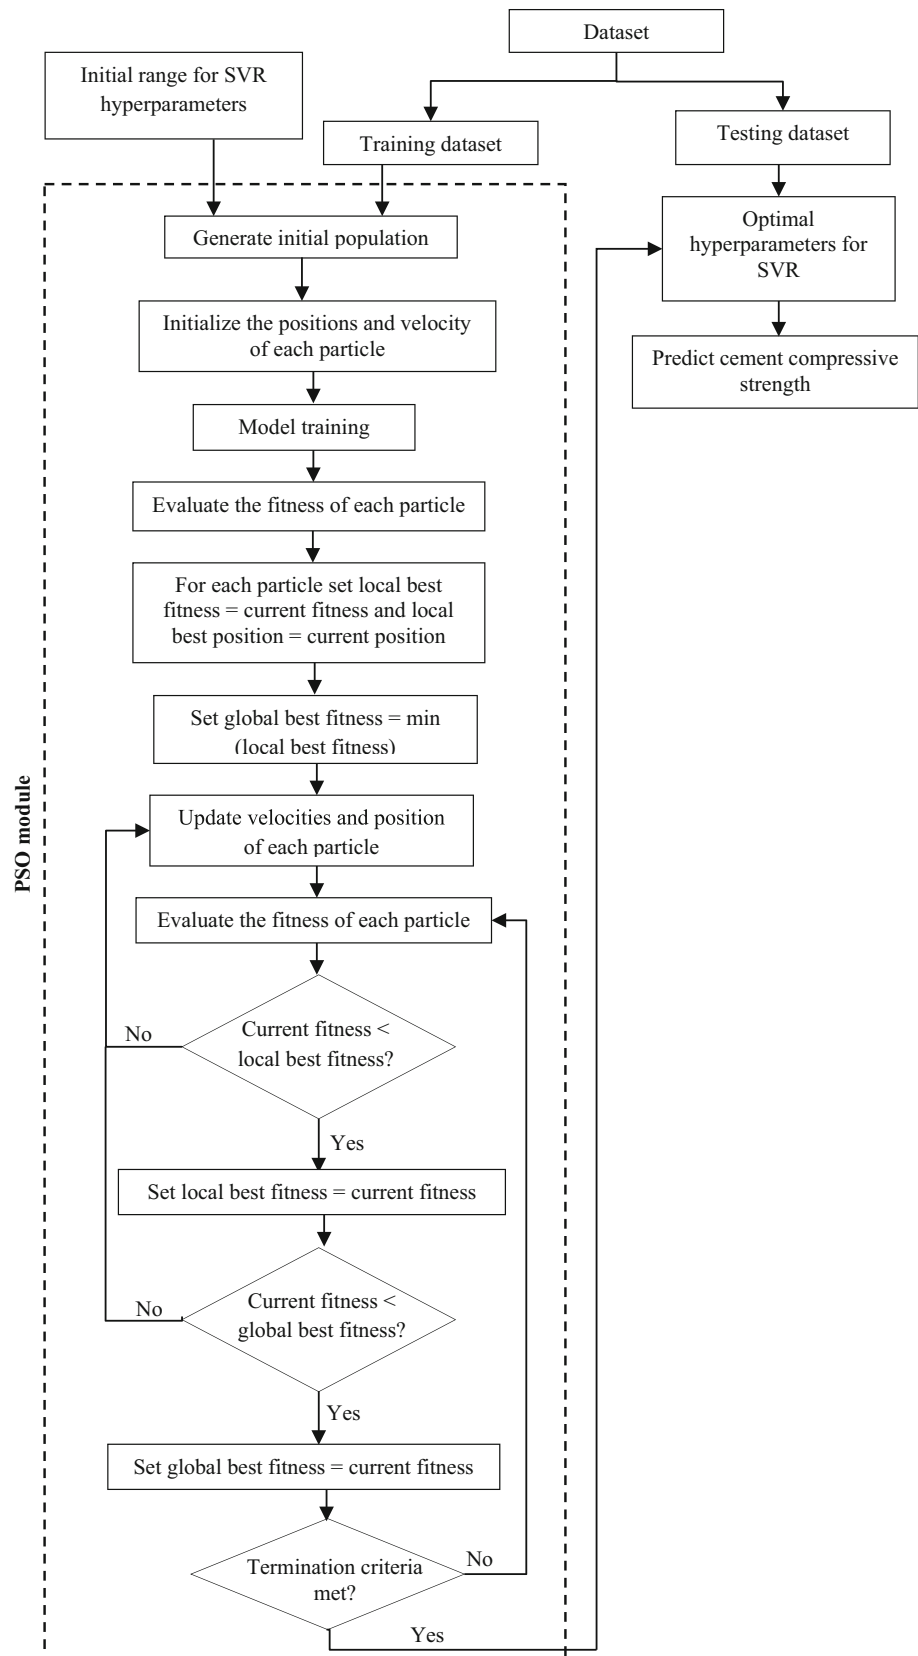 Dataset
Initial range for SVR
hyperparameters
Training dataset
Testing dataset
Generate initial population
Optimal
hyperparameters for
SVR
Initialize the positions and velocity
of each particle
Predict cement compressive
strength
Model training
Evaluate the fitness of each particle
For each particle set local best
fitness = current fitness and local
best position = current position
Set global best fitness = min
(local best fitness)
PSO module
Update velocities and position
of each particle
Evaluate the fitness of each particle
Current fitness <
local best fitness?
No
Yes
Set local best fitness = current fitness
Current fitness <
global best fitness?
No
Yes
Set global best fitness = current fitness
Termination criteria
met?
No
Yes